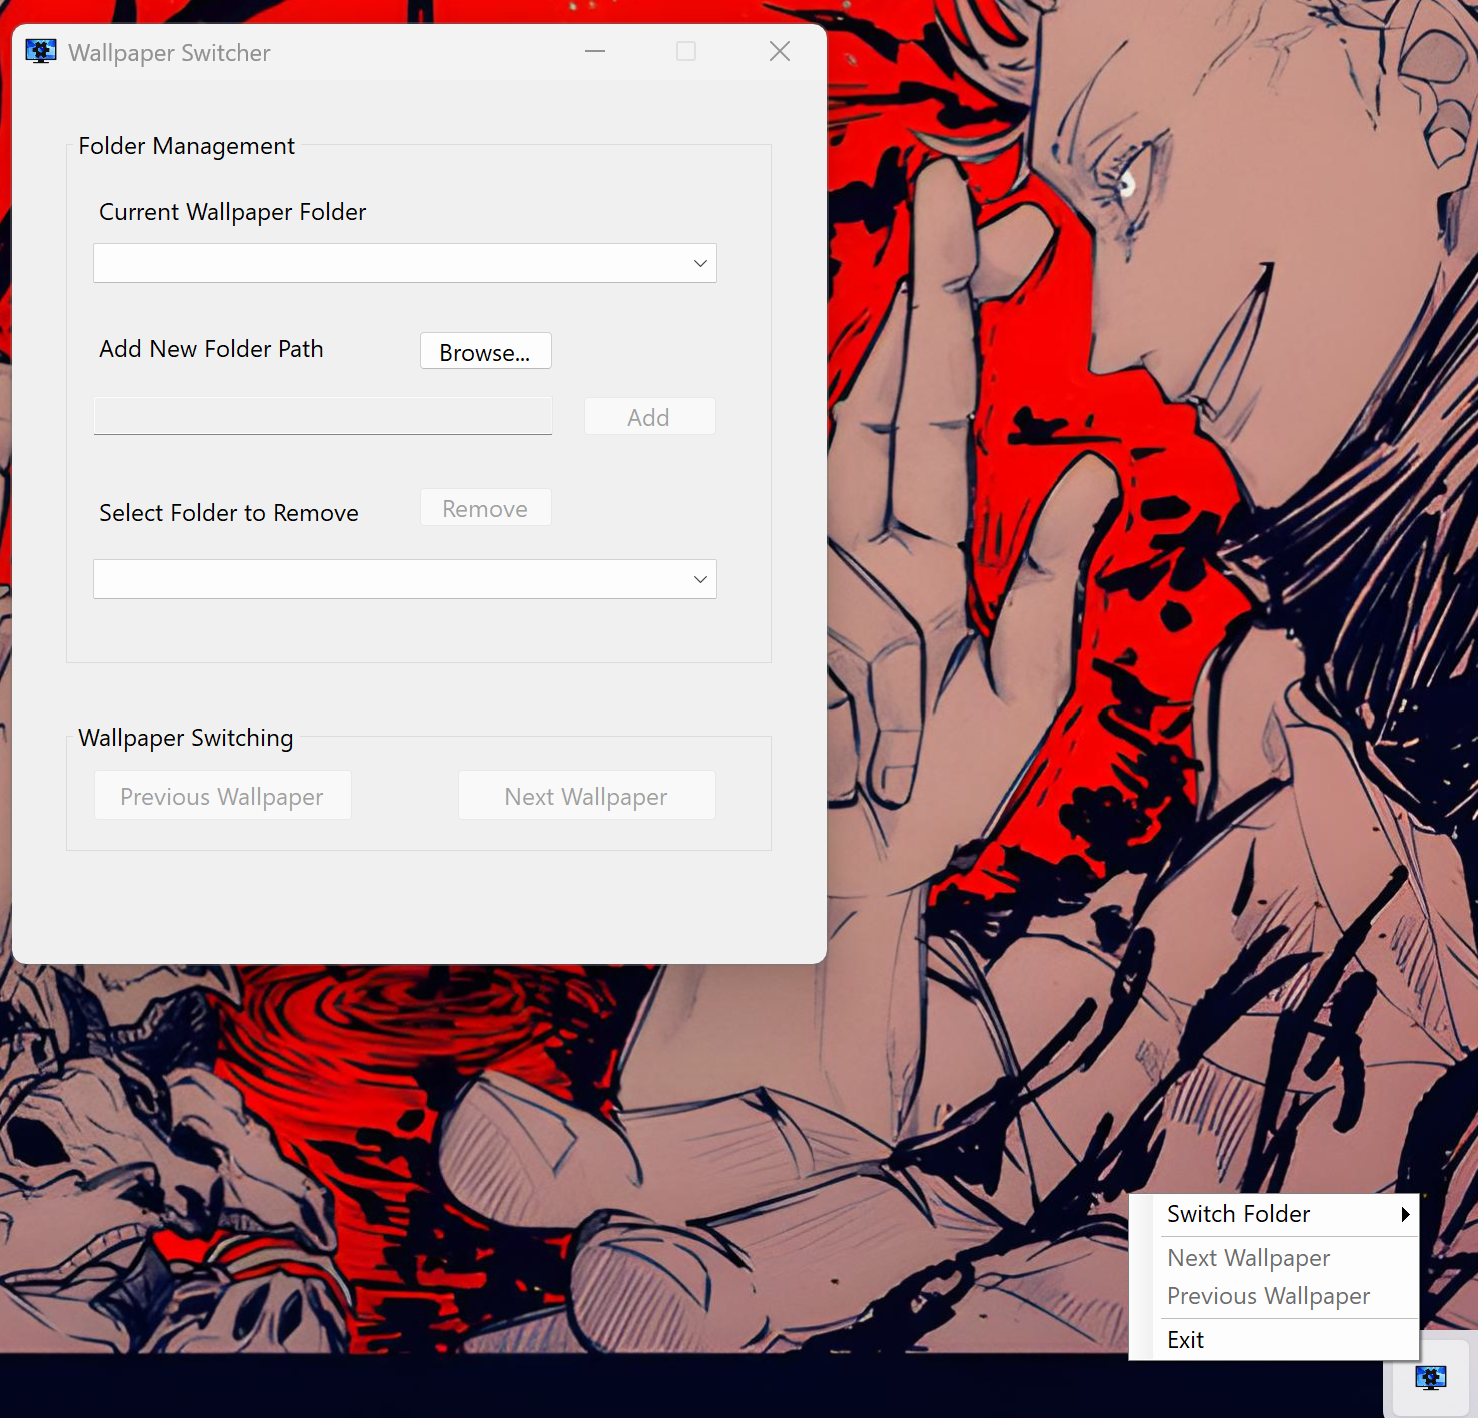 Wallpaper Switcher
Folder Management
Current Wallpaper Folder
Add New Folder Path
Browse...
Add
Select Folder to Remove
Remove
Wallpaper Switching
Previous Wallpaper
Next Wallpaper
Switch Folder
Next Wallpaper
Previous Wallpaper
Exit